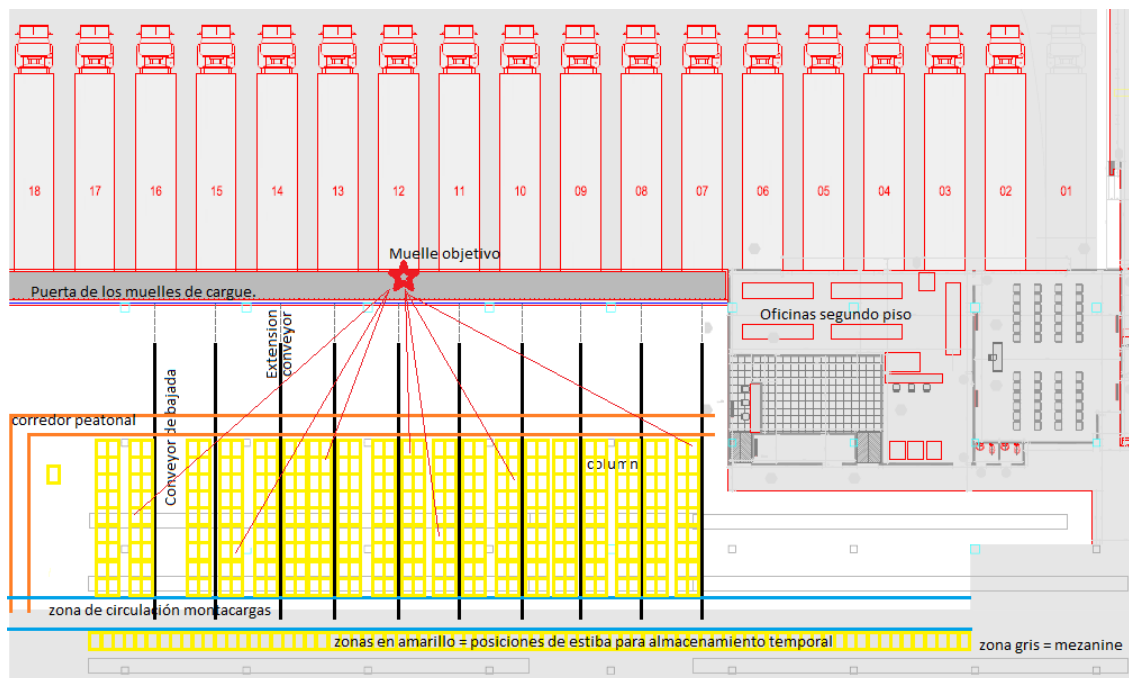 18 17 16 15 14 13 12 11 10 09 08 07 06 05 04 03 02 01
Muelle objetivo
Puerta de los muelles de cargue.
Oficinas segundo piso
Extension
conveyor
Conveyor de bajada
corredor peatonal
column
zona de circulación montacargas
zonas en amarillo = posiciones de estiba para almacenamiento temporal
zona gris = mezanine